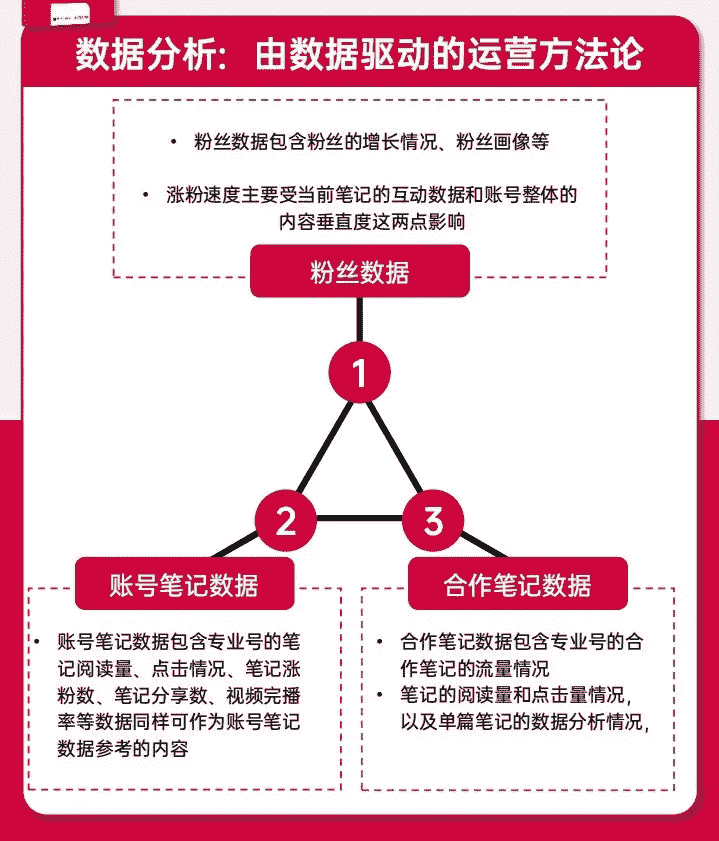 数据分析：由数据驱动的运营方法论
• 粉丝数据包含粉丝的增长情况、粉丝画像等
• 涨粉速度主要受当前笔记的互动数据和账号整体的
内容垂直度这两点影响
粉丝数据
1
2
3
账号笔记数据
• 账号笔记数据包含专业号的笔
记阅读量、点击情况、笔记涨
粉数、笔记分享数、视频完播
率等数据同样可作为账号笔记
数据参考的内容
合作笔记数据
• 合作笔记数据包含专业号的合
作笔记的流量情况
• 笔记的阅读量和点击量情况，
以及单篇笔记的数据分析情况，